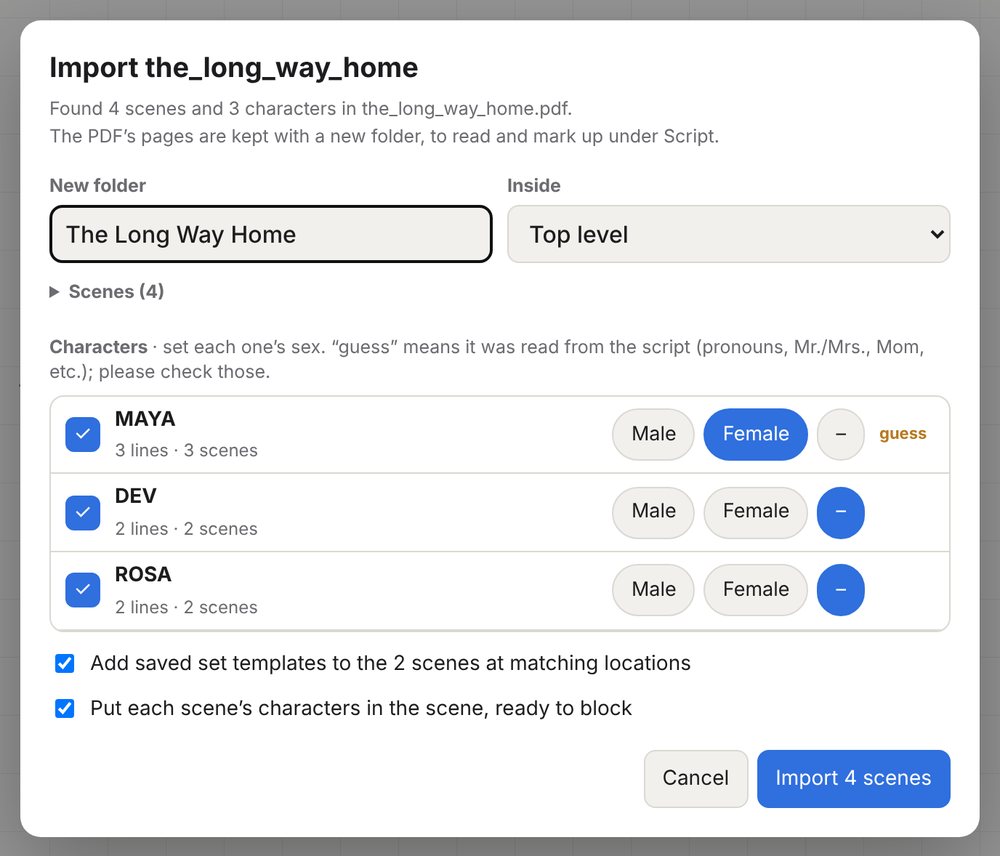 Import the_long_way_home
Found 4 scenes and 3 characters in the_long_way_home.pdf.
The PDF’s pages are kept with a new folder, to read and mark up under Script.
New folder
Inside
The Long Way Home
Top level
Scenes (4)
Characters · set each one’s sex. “guess” means it was read from the script (pronouns, Mr./Mrs., Mom,
etc.); please check those.
MAYA
3 lines · 3 scenes
Male
Female
–
guess
DEV
2 lines · 2 scenes
Male
Female
–
ROSA
2 lines · 2 scenes
Male
Female
–
Add saved set templates to the 2 scenes at matching locations
Put each scene’s characters in the scene, ready to block
Cancel
Import 4 scenes